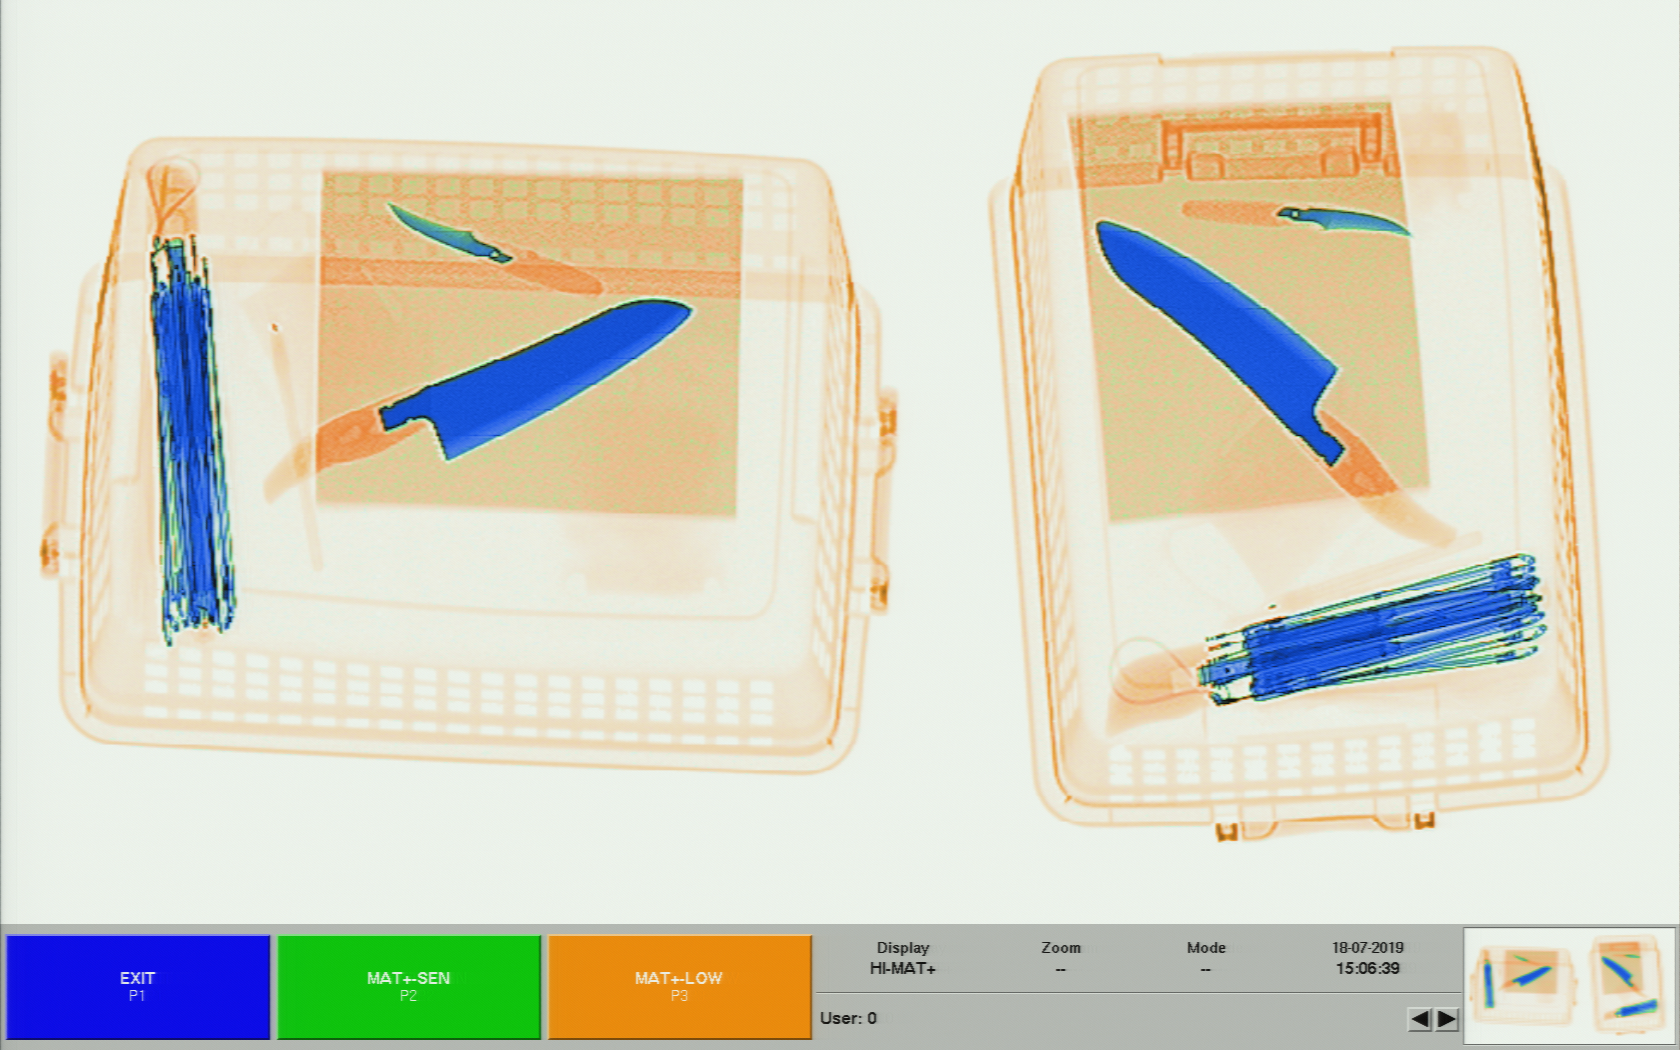 EXIT
P1
MAT+-SEN
P2
MAT+-LOW
P3
Display
HI-MAT+
Zoom
--
Mode
--
18-07-2019
15:06:39
User: 0